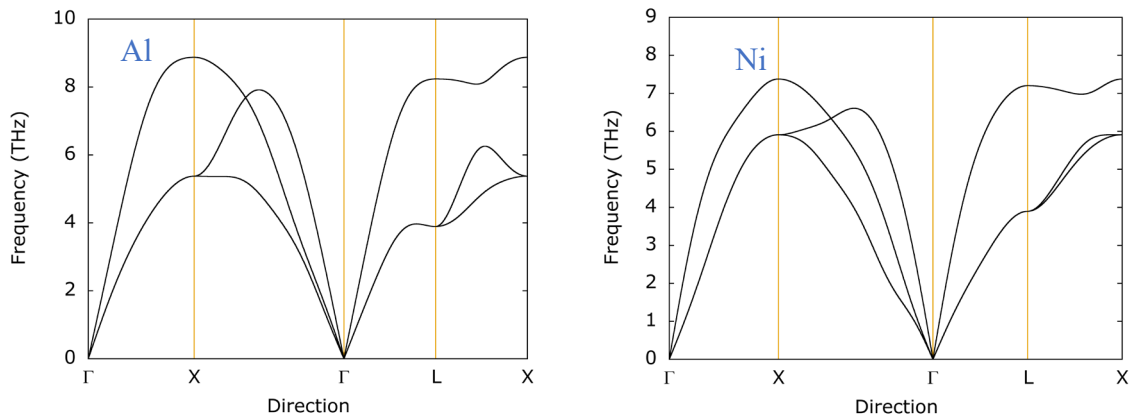 Al
Frequency (THz)
10
8
6
4
2
0
Γ X Γ L X
Direction
Ni
Frequency (THz)
9
8
7
6
5
4
3
2
1
0
Γ X Γ L X
Direction